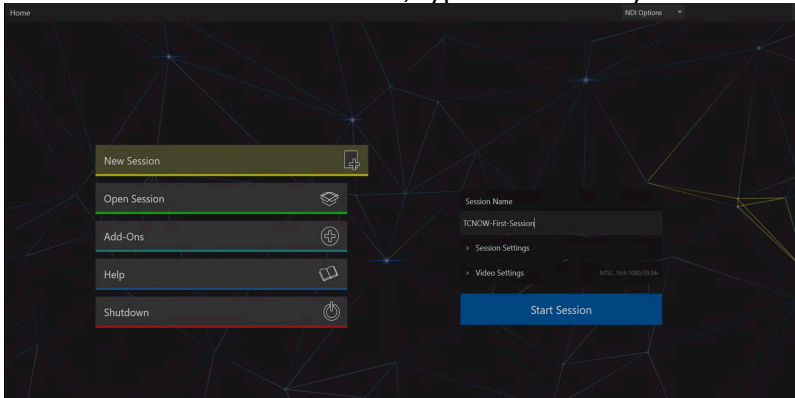 Home
NDI Options
New Session
Open Session
Add-Ons
Help
Shutdown
Session Name
TCNOW-First-Session
Session Settings
Video Settings
NTSC 16:9 1080/59.94i
Start Session